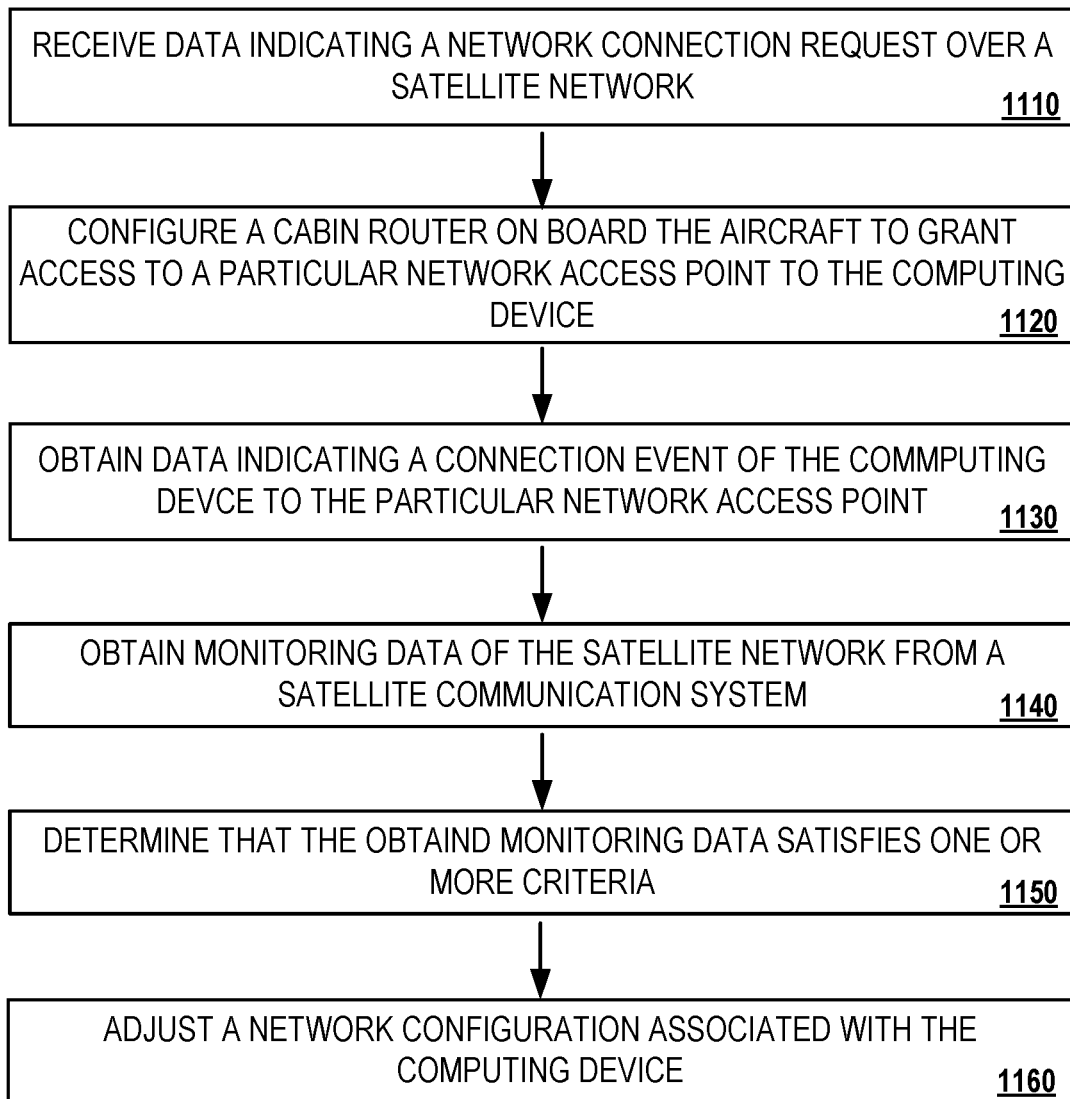 RECEIVE DATA INDICATING A NETWORK CONNECTION REQUEST OVER A
SATELLITE NETWORK
1110
CONFIGURE A CABIN ROUTER ON BOARD THE AIRCRAFT TO GRANT
ACCESS TO A PARTICULAR NETWORK ACCESS POINT TO THE COMPUTING
DEVICE
1120
OBTAIN DATA INDICATING A CONNECTION EVENT OF THE COMMPUTING
DEVCE TO THE PARTICULAR NETWORK ACCESS POINT
1130
OBTAIN MONITORING DATA OF THE SATELLITE NETWORK FROM A
SATELLITE COMMUNICATION SYSTEM
1140
DETERMINE THAT THE OBTAIND MONITORING DATA SATISFIES ONE OR
MORE CRITERIA
1150
ADJUST A NETWORK CONFIGURATION ASSOCIATED WITH THE
COMPUTING DEVICE
1160